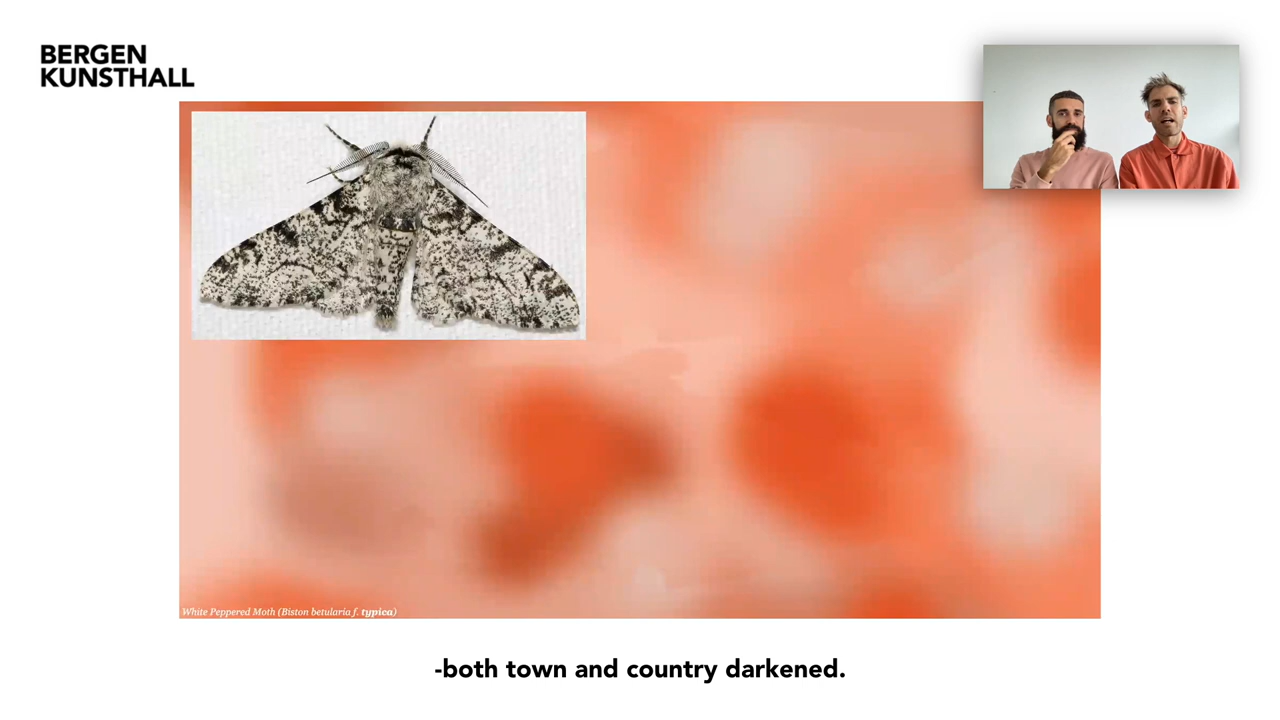 BERGEN
KUNSTHALL
White Peppered Moth (Biston betularia f. typica)
-both town and country darkened.